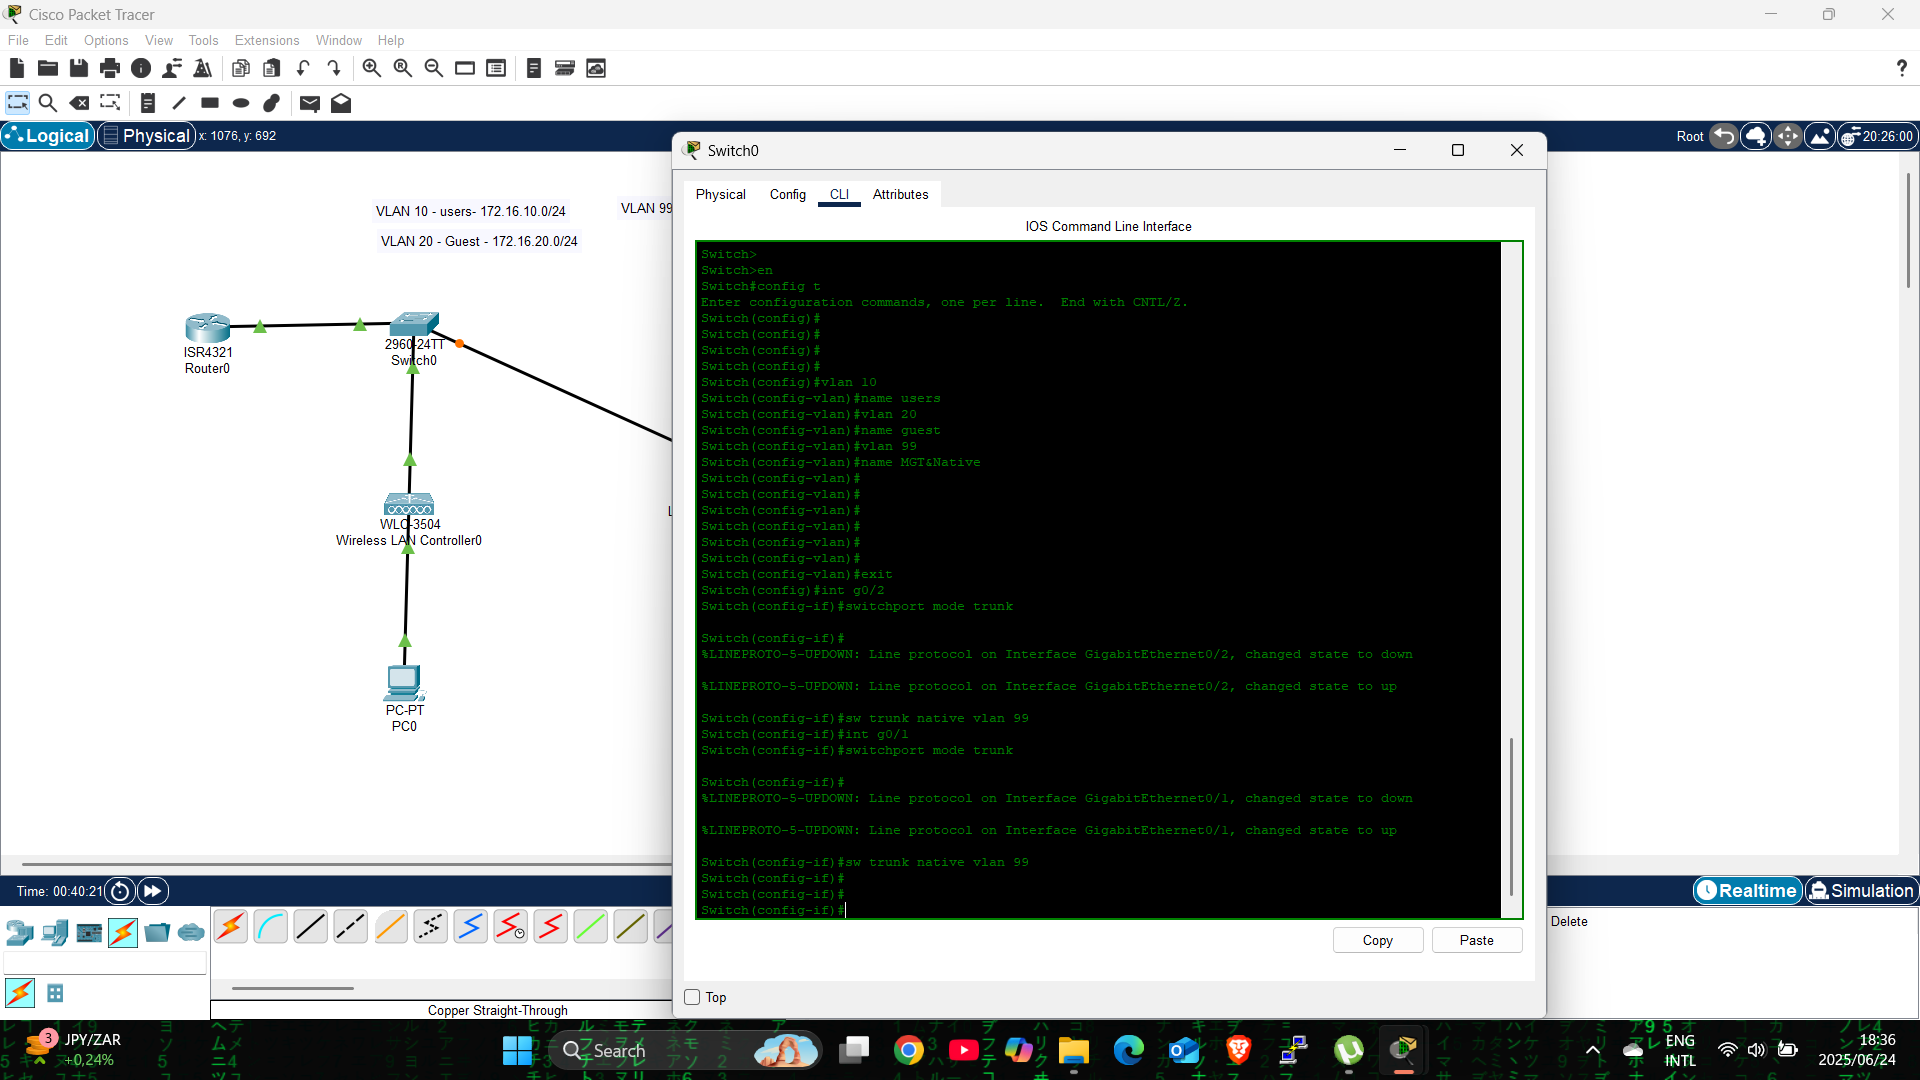 Cisco Packet Tracer
File Edit Options View Tools Extensions Window Help
Logical Physical x: 1076, y: 692
Root 20:26:00
VLAN 10 - users- 172.16.10.0/24
VLAN 99
VLAN 20 - Guest - 172.16.20.0/24
ISR4321
Router0
2960-24TT
Switch0
WLC-3504
Wireless LAN Controller0
PC-PT
PC0
Switch0
Physical Config CLI Attributes
IOS Command Line Interface
Switch>
Switch>en
Switch#config t
Enter configuration commands, one per line.  End with CNTL/Z.
Switch(config)#
Switch(config)#
Switch(config)#
Switch(config)#
Switch(config)#vlan 10
Switch(config-vlan)#name users
Switch(config-vlan)#vlan 20
Switch(config-vlan)#name guest
Switch(config-vlan)#vlan 99
Switch(config-vlan)#name MGT&Native
Switch(config-vlan)#
Switch(config-vlan)#
Switch(config-vlan)#
Switch(config-vlan)#
Switch(config-vlan)#
Switch(config-vlan)#
Switch(config-vlan)#exit
Switch(config)#int g0/2
Switch(config-if)#switchport mode trunk
Switch(config-if)#
%LINEPROTO-5-UPDOWN: Line protocol on Interface GigabitEthernet0/2, changed state to down
%LINEPROTO-5-UPDOWN: Line protocol on Interface GigabitEthernet0/2, changed state to up
Switch(config-if)#sw trunk native vlan 99
Switch(config-if)#int g0/1
Switch(config-if)#switchport mode trunk
Switch(config-if)#
%LINEPROTO-5-UPDOWN: Line protocol on Interface GigabitEthernet0/1, changed state to down
%LINEPROTO-5-UPDOWN: Line protocol on Interface GigabitEthernet0/1, changed state to up
Switch(config-if)#sw trunk native vlan 99
Switch(config-if)#
Switch(config-if)#
Switch(config-if)#
Copy Paste
Top
Time: 00:40:21
Realtime Simulation
Delete
Copper Straight-Through
3
JPY/ZAR
+0,24%
Search
ENG
INTL
18:36
2025/06/24